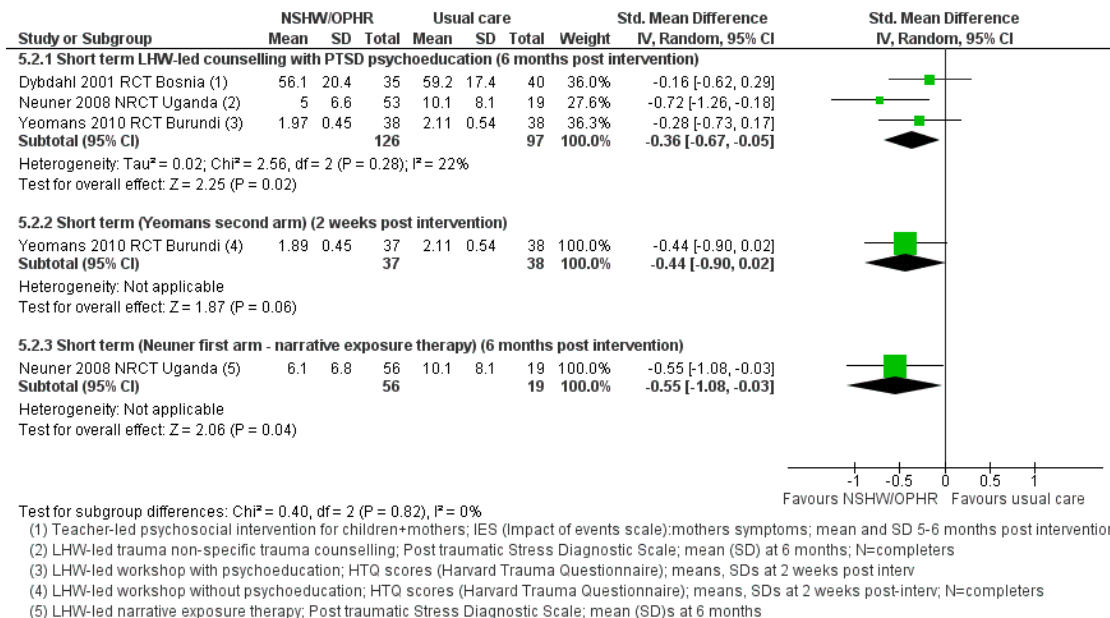 NSHW/OPHR Usual care Std. Mean Difference Std. Mean Difference
Study or Subgroup Mean SD Total Mean SD Total Weight IV, Random, 95% CI IV, Random, 95% CI
5.2.1 Short term LHW-led counselling with PTSD psychoeducation (6 months post intervention)
Dybdahl 2001 RCT Bosnia (1) 56.1 20.4 35 59.2 17.4 40 36.0% -0.16 [-0.62, 0.29]
Neuner 2008 NRCT Uganda (2) 5 6.6 53 10.1 8.1 19 27.6% -0.72 [-1.26, -0.18]
Yeomans 2010 RCT Burundi (3) 1.97 0.45 38 2.11 0.54 38 36.3% -0.28 [-0.73, 0.17]
Subtotal (95% CI) 126 97 100.0% -0.36 [-0.67, -0.05]
Heterogeneity: Tau² = 0.02; Chi² = 2.56, df = 2 (P = 0.28); I² = 22%
Test for overall effect: Z = 2.25 (P = 0.02)
5.2.2 Short term (Yeomans second arm) (2 weeks post intervention)
Yeomans 2010 RCT Burundi (4) 1.89 0.45 37 2.11 0.54 38 100.0% -0.44 [-0.90, 0.02]
Subtotal (95% CI) 37 38 100.0% -0.44 [-0.90, 0.02]
Heterogeneity: Not applicable
Test for overall effect: Z = 1.87 (P = 0.06)
5.2.3 Short term (Neuner first arm - narrative exposure therapy) (6 months post intervention)
Neuner 2008 NRCT Uganda (5) 6.1 6.8 56 10.1 8.1 19 100.0% -0.55 [-1.08, -0.03]
Subtotal (95% CI) 56 19 100.0% -0.55 [-1.08, -0.03]
Heterogeneity: Not applicable
Test for overall effect: Z = 2.06 (P = 0.04)
-1 -0.5 0 0.5 1
Favours NSHW/OPHR Favours usual care
Test for subgroup differences: Chi² = 0.40, df = 2 (P = 0.82), I² = 0%
(1) Teacher-led psychosocial intervention for children+mothers; IES (Impact of events scale):mothers symptoms; mean and SD 5-6 months post intervention
(2) LHW-led trauma non-specific trauma counselling; Post traumatic Stress Diagnostic Scale; mean (SD) at 6 months; N=completers
(3) LHW-led workshop with psychoeducation; HTQ scores (Harvard Trauma Questionnaire); means, SDs at 2 weeks post interv
(4) LHW-led workshop without psychoeducation; HTQ scores (Harvard Trauma Questionnaire); means, SDs at 2 weeks post-interv; N=completers
(5) LHW-led narrative exposure therapy; Post traumatic Stress Diagnostic Scale; mean (SD)s at 6 months